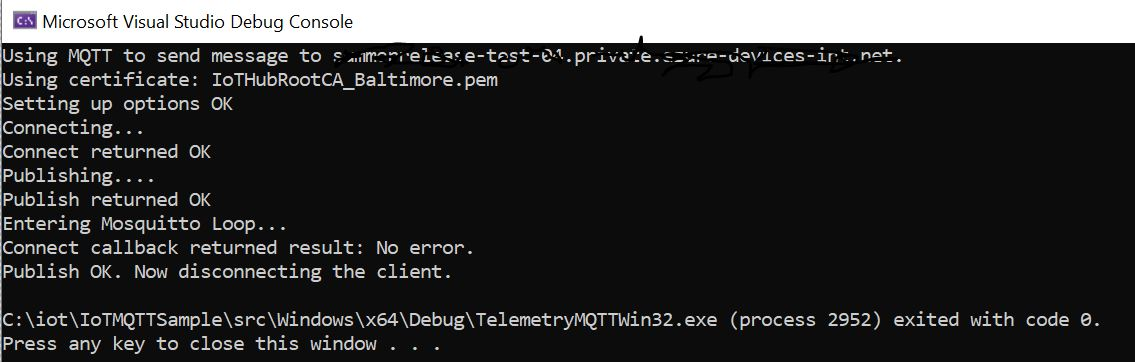 C:\
Microsoft Visual Studio Debug Console
Using MQTT to send message to release-test-04.private.azure-devices-int.net.
Using certificate: IoTHubRootCA_Baltimore.pem
Setting up options OK
Connecting...
Connect returned OK
Publishing....
Publish returned OK
Entering Mosquitto Loop...
Connect callback returned result: No error.
Publish OK. Now disconnecting the client.
C:\iot\IoTMQTTSample\src\Windows\x64\Debug\TelemetryMQTTWin32.exe (process 2952) exited with code 0.
Press any key to close this window . . .